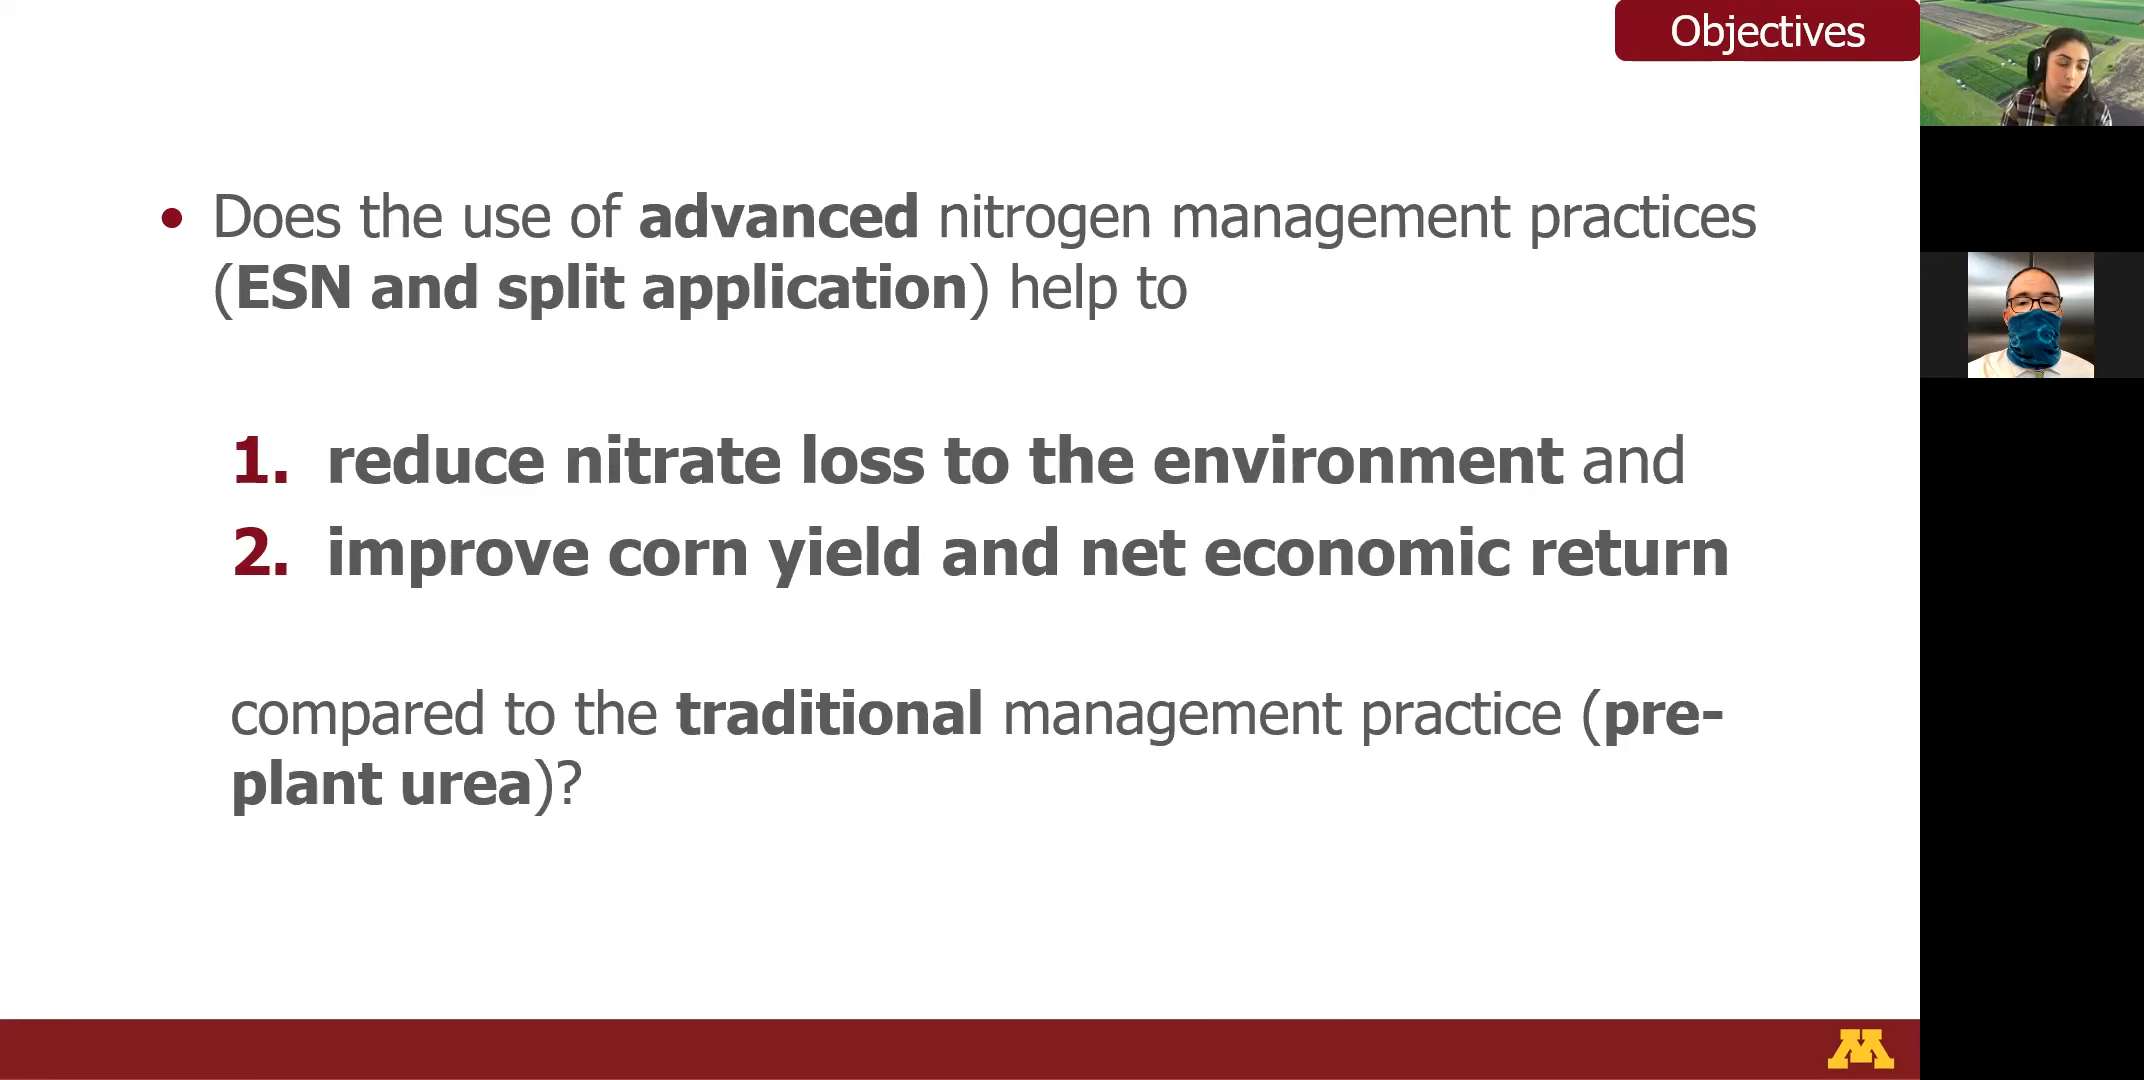 Objectives
• Does the use of advanced nitrogen management practices
(ESN and split application) help to
1. reduce nitrate loss to the environment and
2. improve corn yield and net economic return
compared to the traditional management practice (pre-
plant urea)?
M